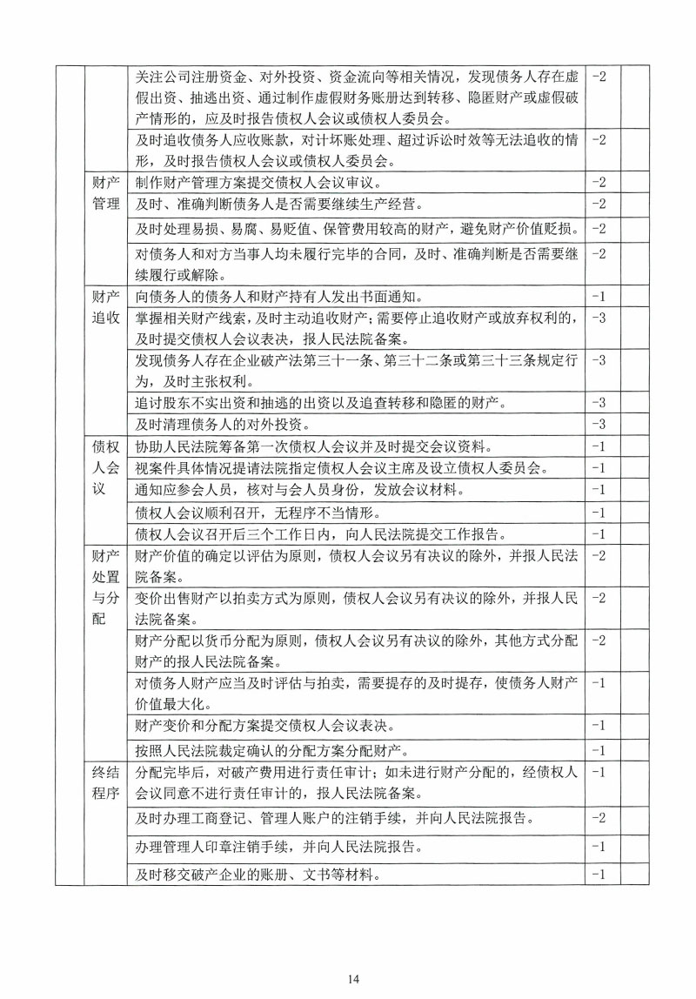 关注公司注册资金、对外投资、资金流向等相关情况，发现债务人存在虚 -2
假出资、抽逃出资、通过制作虚假财务账册达到转移、隐匿财产或虚假破
产情形的，应及时报告债权人会议或债权人委员会。
及时追收债务人应收账款，对计坏账处理、超过诉讼时效等无法追收的情 -2
形，及时报告债权人会议或债权人委员会。
财产 制作财产管理方案提交债权人会议审议。 -2
管理 及时、准确判断债务人是否需要继续生产经营。 -2
及时处理易损、易腐、易贬值、保管费用较高的财产，避免财产价值贬损。 -2
对债务人和对方当事人均未履行完毕的合同，及时、准确判断是否需要继 -2
续履行或解除。
财产 向债务人的债务人和财产持有人发出书面通知。 -1
追收 掌握相关财产线索，及时主动追收财产；需要停止追收财产或放弃权利的， -3
及时提交债权人会议表决，报人民法院备案。
发现债务人存在企业破产法第三十一条、第三十二条或第三十三条规定行 -3
为，及时主张权利。
追讨股东不实出资和抽逃的出资以及追查转移和隐匿的财产。 -3
及时清理债务人的对外投资。 -3
债权 协助人民法院筹备第一次债权人会议并及时提交会议资料。 -1
人会 视案件具体情况提请法院指定债权人会议主席及设立债权人委员会。 -1
议 通知应参会人员，核对与会人员身份，发放会议材料。 -1
债权人会议顺利召开，无程序不当情形。 -1
债权人会议召开后三个工作日内，向人民法院提交工作报告。 -1
财产 财产价值的确定以评估为原则，债权人会议另有决议的除外，并报人民法 -2
处置 院备案。
与分 变价出售财产以拍卖方式为原则，债权人会议另有决议的除外，并报人民 -2
配 法院备案。
财产分配以货币分配为原则，债权人会议另有决议的除外，其他方式分配 -2
财产的报人民法院备案。
对债务人财产应当及时评估与拍卖，需要提存的及时提存，使债务人财产 -1
价值最大化。
财产变价和分配方案提交债权人会议表决。 -1
按照人民法院裁定确认的分配方案分配财产。 -1
终结 分配完毕后，对破产费用进行责任审计；如未进行财产分配的，经债权人 -1
程序 会议同意不进行责任审计的，报人民法院备案。
及时办理工商登记、管理人账户的注销手续，并向人民法院报告。 -2
办理管理人印章注销手续，并向人民法院报告。 -1
及时移交破产企业的账册、文书等材料。 -1
14